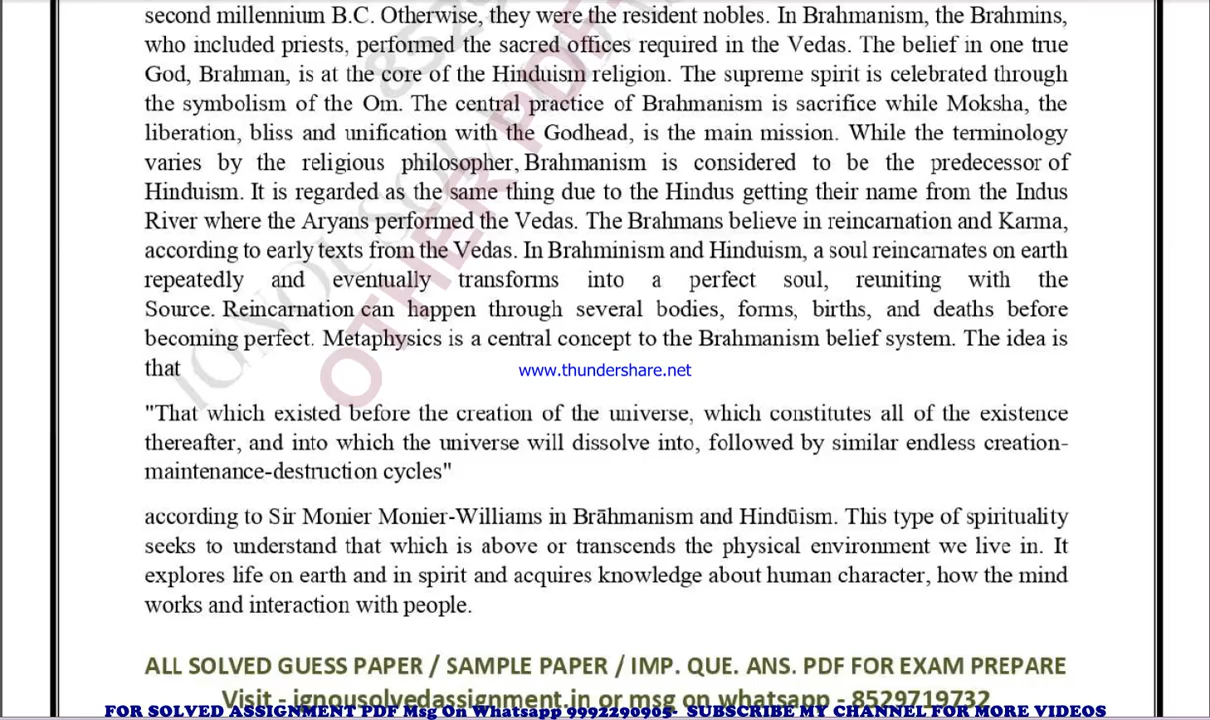 second millennium B.C. Otherwise, they were the resident nobles. In Brahmanism, the Brahmins,
who included priests, performed the sacred offices required in the Vedas. The belief in one true
God, Brahman, is at the core of the Hinduism religion. The supreme spirit is celebrated through
the symbolism of the Om. The central practice of Brahmanism is sacrifice while Moksha, the
liberation, bliss and unification with the Godhead, is the main mission. While the terminology
varies by the religious philosopher, Brahmanism is considered to be the predecessor of
Hinduism. It is regarded as the same thing due to the Hindus getting their name from the Indus
River where the Aryans performed the Vedas. The Brahmans believe in reincarnation and Karma,
according to early texts from the Vedas. In Brahminism and Hinduism, a soul reincarnates on earth
repeatedly and eventually transforms into a perfect soul, reuniting with the
Source. Reincarnation can happen through several bodies, forms, births, and deaths before
becoming perfect. Metaphysics is a central concept to the Brahmanism belief system. The idea is
that
www.thundershare.net
"That which existed before the creation of the universe, which constitutes all of the existence
thereafter, and into which the universe will dissolve into, followed by similar endless creation-
maintenance-destruction cycles"
according to Sir Monier Monier-Williams in Brāhmanism and Hindūism. This type of spirituality
seeks to understand that which is above or transcends the physical environment we live in. It
explores life on earth and in spirit and acquires knowledge about human character, how the mind
works and interaction with people.
ALL SOLVED GUESS PAPER / SAMPLE PAPER / IMP. QUE. ANS. PDF FOR EXAM PREPARE
Visit - ignousolvedassignment.in or msg on whatsapp - 8529719732
FOR SOLVED ASSIGNMENT PDF Msg On Whatsapp 9992290905- SUBSCRIBE MY CHANNEL FOR MORE VIDEOS
OTHER PDF